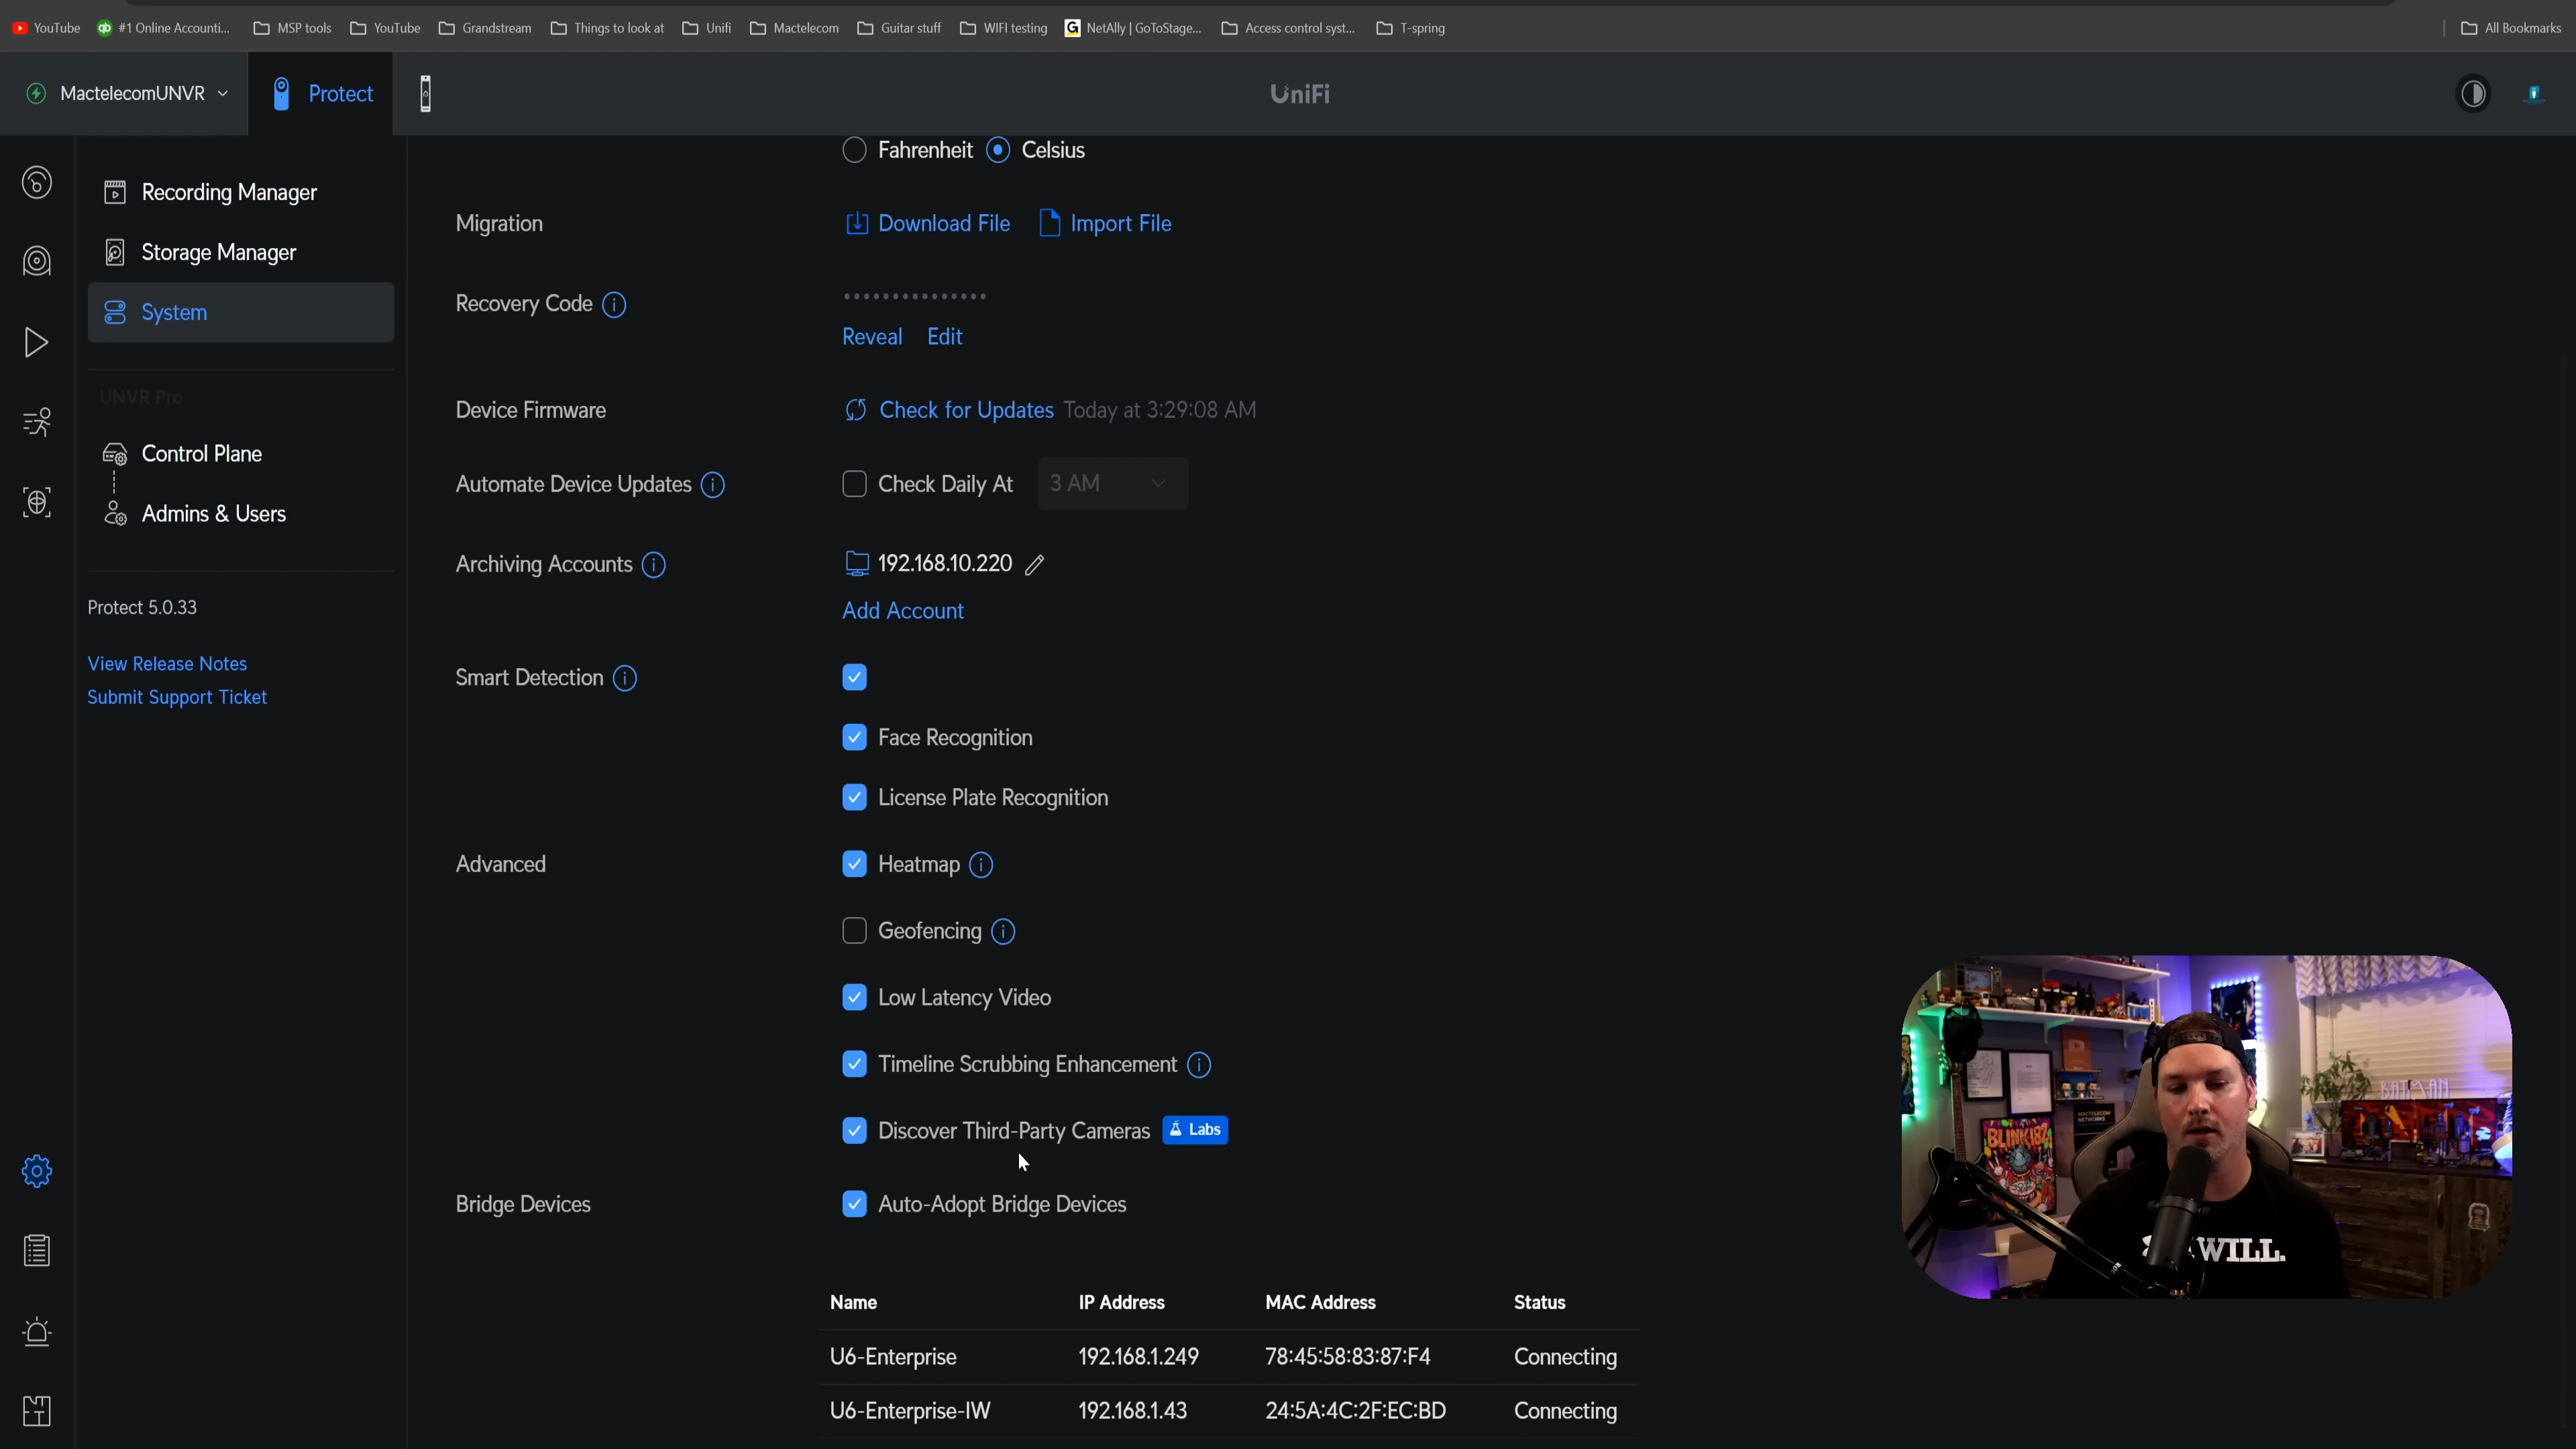 YouTube #1 Online Accounti... MSP tools YouTube Grandstream Things to look at Unifi Mactelecom Guitar stuff WIFI testing NetAlly | GoToStage... Access control syst... T-spring All Bookmarks
MactelecomUNVR Protect UniFi
Recording Manager
Storage Manager
System
UNVR Pro
Control Plane
Admins & Users
Protect 5.0.33
View Release Notes
Submit Support Ticket
Fahrenheit Celsius
Migration Download File Import File
Recovery Code
Reveal Edit
Device Firmware Check for Updates Today at 3:29:08 AM
Automate Device Updates Check Daily At 3 AM
Archiving Accounts 192.168.10.220
Add Account
Smart Detection
Face Recognition
License Plate Recognition
Advanced Heatmap
Geofencing
Low Latency Video
Timeline Scrubbing Enhancement
Discover Third-Party Cameras Labs
Bridge Devices Auto-Adopt Bridge Devices
Name IP Address MAC Address Status
U6-Enterprise 192.168.1.249 78:45:58:83:87:F4 Connecting
U6-Enterprise-IW 192.168.1.43 24:5A:4C:2F:EC:BD Connecting
BATMAN
MACTELECOM
NETWORKS
BLINK182
WILL.